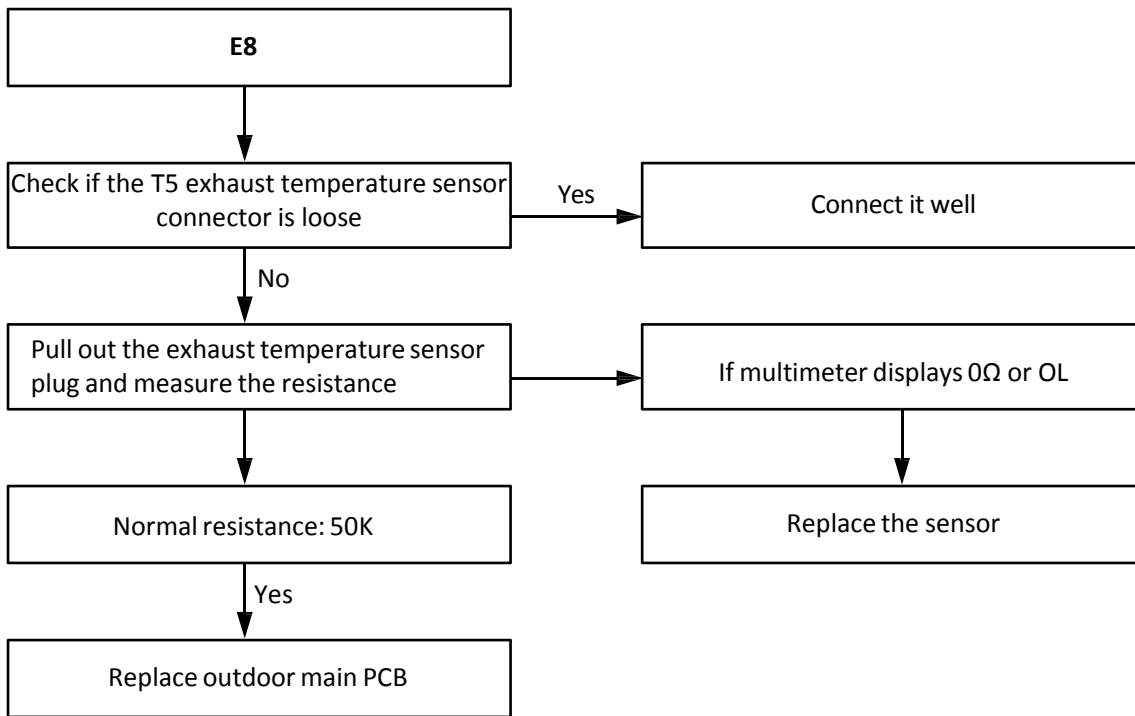 E8
Check if the T5 exhaust temperature sensor
connector is loose
Yes
Connect it well
No
Pull out the exhaust temperature sensor
plug and measure the resistance
If multimeter displays 0Ω or OL
Normal resistance: 50K
Replace the sensor
Yes
Replace outdoor main PCB